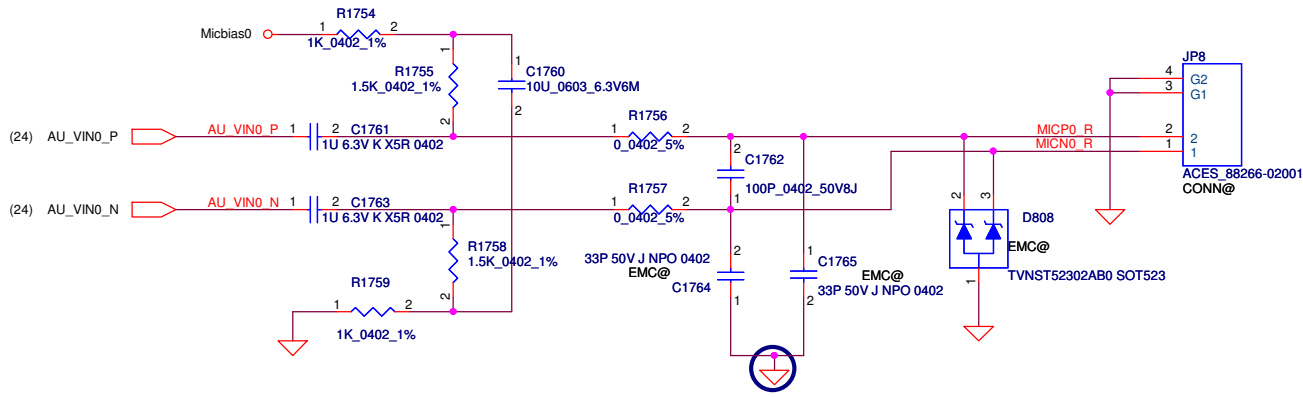 R1754
Micbias0
1 2
1K_0402_1%
JP8
R1755
1.5K_0402_1%
1
2
1
C1760
10U_0603_6.3V6M
2
4 G2
3 G1
(24) AU_VIN0_P
AU_VIN0_P
1 2
C1761
1U 6.3V K X5R 0402
R1756
1 2
0_0402_5%
MICP0_R
2 2
MICN0_R
1 1
2
C1762
100P_0402_50V8J
1
ACES_88266-02001
CONN@
(24) AU_VIN0_N
AU_VIN0_N
1 2
C1763
1U 6.3V K X5R 0402
R1757
1 2
0_0402_5%
2 3
D808
EMC@
TVNST52302AB0 SOT523
1
1
R1758
1.5K_0402_1%
2
33P 50V J NPO 0402
EMC@
2
C1764
1
1
C1765
EMC@
33P 50V J NPO 0402
2
R1759
1 2
1K_0402_1%